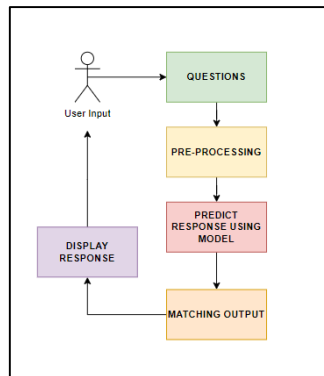 User Input
QUESTIONS
PRE-PROCESSING
PREDICT
RESPONSE USING
MODEL
DISPLAY
RESPONSE
MATCHING OUTPUT